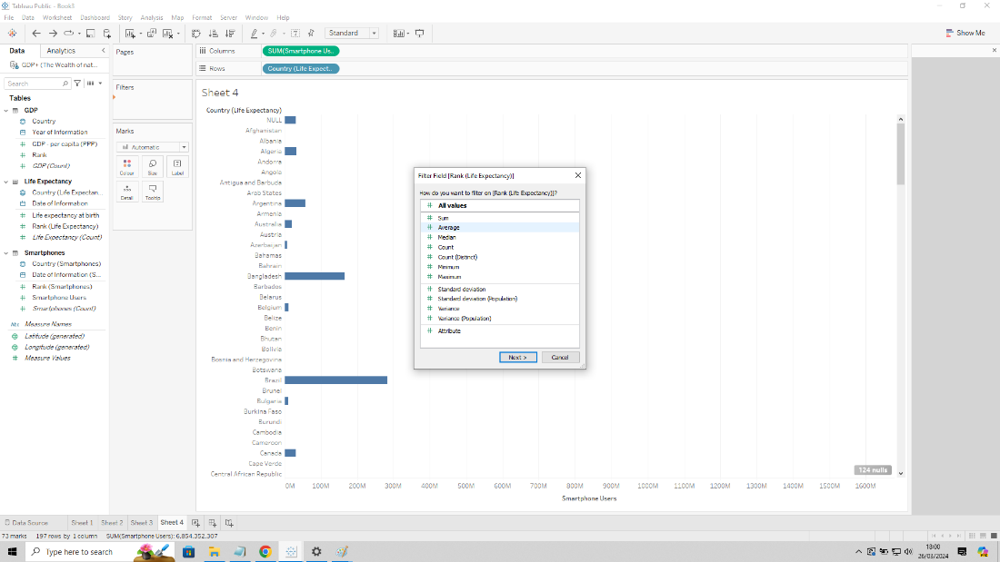 Tableau Public - Book5
File Data Worksheet Dashboard Story Analysis Map Format Server Window Help
Standard
Show Me
Data Analytics
GDP+ (The Wealth of nat...
Search
Tables
GDP
Country
Year of Information
GDP - per capita (PPP)
Rank
GDP (Count)
Life Expectancy
Country (Life Expectan...
Date of Information
Life expectancy at birth
Rank (Life Expectancy)
Life Expectancy (Count)
Smartphones
Country (Smartphones)
Date of Information (S...
Rank (Smartphones)
Smartphone Users
Smartphones (Count)
Abc Measure Names
Latitude (generated)
Longitude (generated)
Measure Values
Pages
Filters
Marks
Automatic
Colour Size Label
Detail Tooltip
Columns SUM(Smartphone Us..
Rows Country (Life Expect..
Sheet 4
Country (Life Expectancy)
NULL
Afghanistan
Albania
Algeria
Andorra
Angola
Antigua and Barbuda
Arab States
Argentina
Armenia
Australia
Austria
Azerbaijan
Bahamas
Bahrain
Bangladesh
Barbados
Belarus
Belgium
Belize
Benin
Bhutan
Bolivia
Bosnia and Herzegovina
Botswana
Brazil
Brunei
Bulgaria
Burkina Faso
Burundi
Cambodia
Cameroon
Canada
Cape Verde
Central African Republic
124 nulls
0M 100M 200M 300M 400M 500M 600M 700M 800M 900M 1000M 1100M 1200M 1300M 1400M 1500M 1600M
Smartphone Users
Filter Field [Rank (Life Expectancy)]
How do you want to filter on [Rank (Life Expectancy)]?
All values
Sum
Average
Median
Count
Count (Distinct)
Minimum
Maximum
Standard deviation
Standard deviation (Population)
Variance
Variance (Population)
Attribute
Next > Cancel
Data Source Sheet 1 Sheet 2 Sheet 3 Sheet 4
73 marks 197 rows by 1 column SUM(Smartphone Users): 6.854.352.307
Type here to search
18:00
26/03/2024